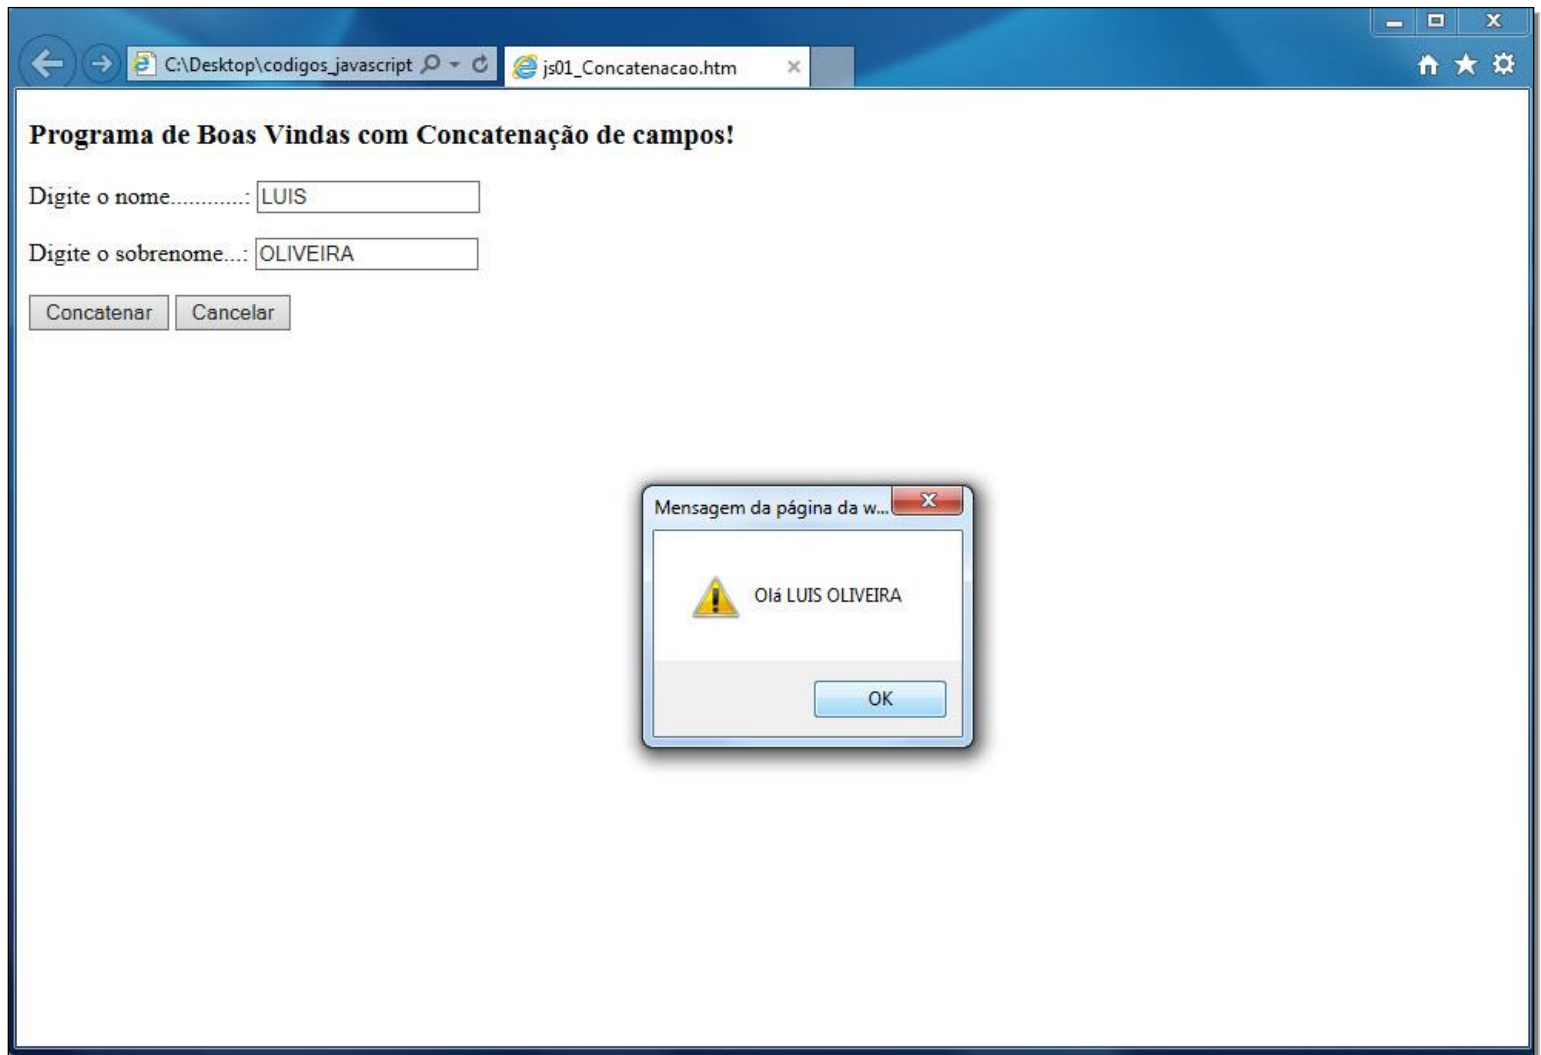 C:\Desktop\codigos_javascript
js01_Concatenacao.htm
Programa de Boas Vindas com Concatenação de campos!
Digite o nome............: LUIS
Digite o sobrenome...: OLIVEIRA
Concatenar Cancelar
Mensagem da página da w...
Olá LUIS OLIVEIRA
OK